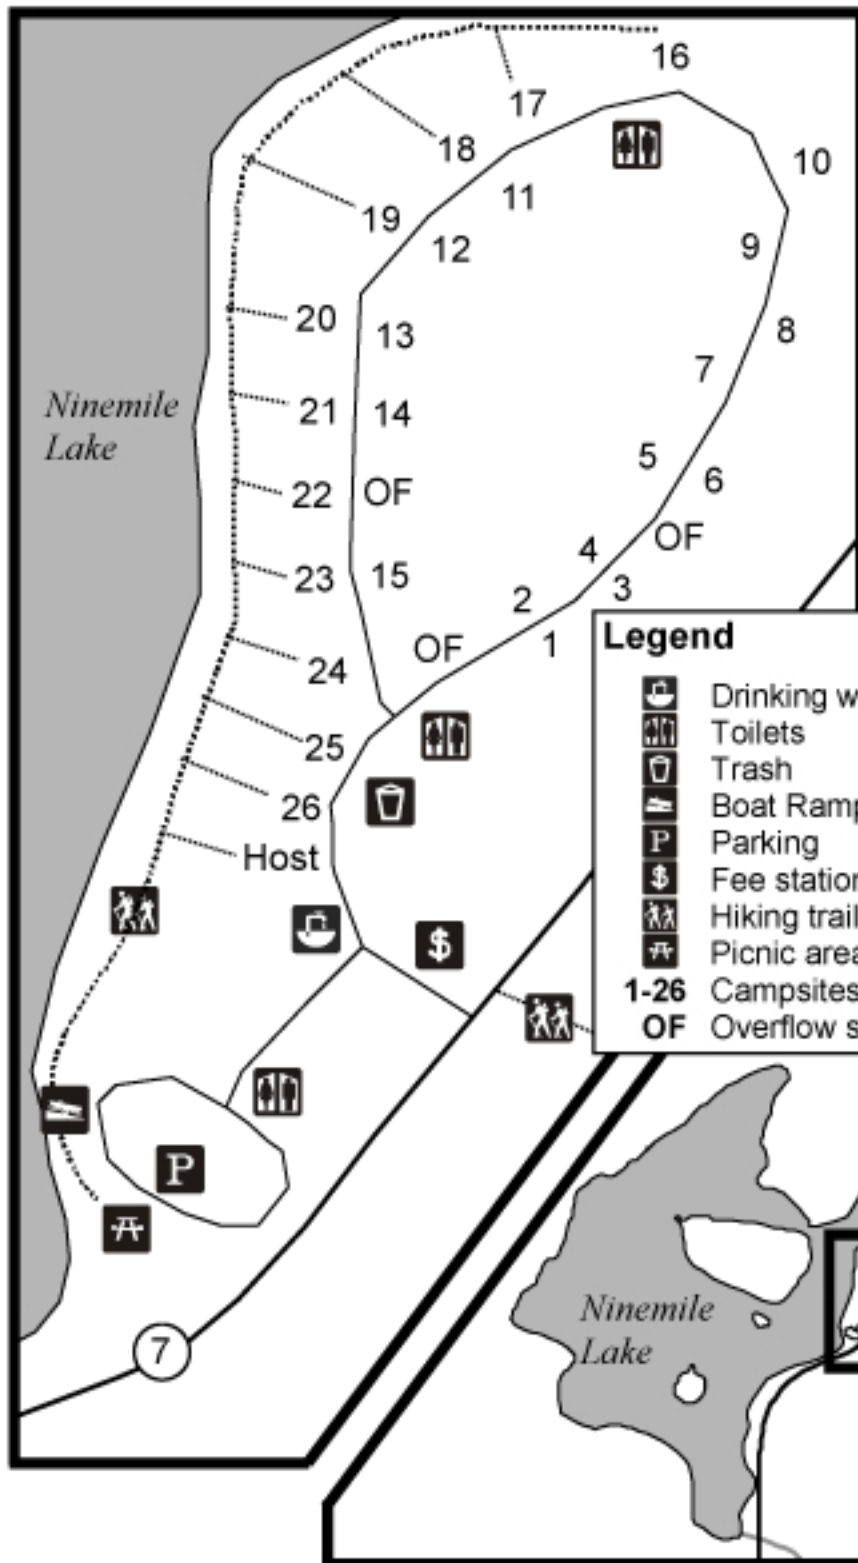 16
17
18
10
11
19
12
9
20
13
8
7
Ninemile
Lake
21
14
5
6
22
OF
OF
4
23
15
3
2
1
OF
24
25
26
Host
Legend
Drinking w
Toilets
Trash
Boat Ramp
P Parking
$ Fee station
Hiking trail
Picnic area
1-26 Campsites
OF Overflow s
$
P
7
Ninemile
Lake